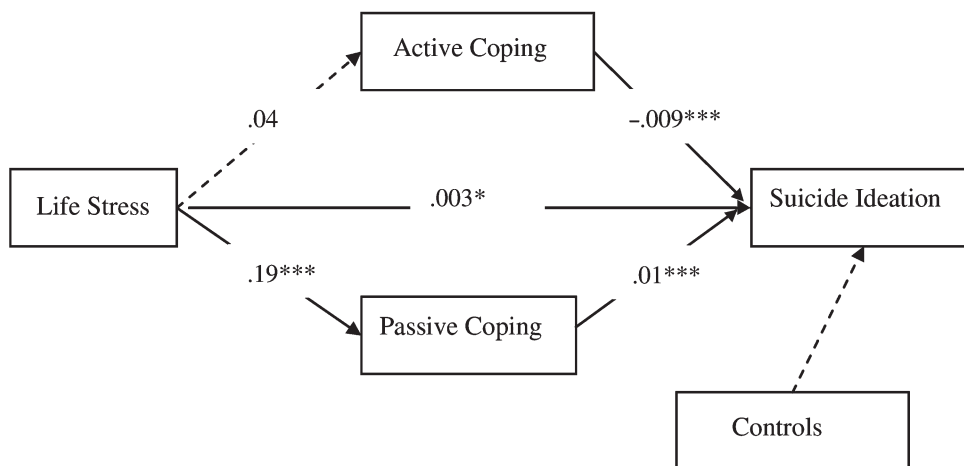 Active Coping
.04
–.009***
Life Stress
.003*
Suicide Ideation
.19***
.01***
Passive Coping
Controls